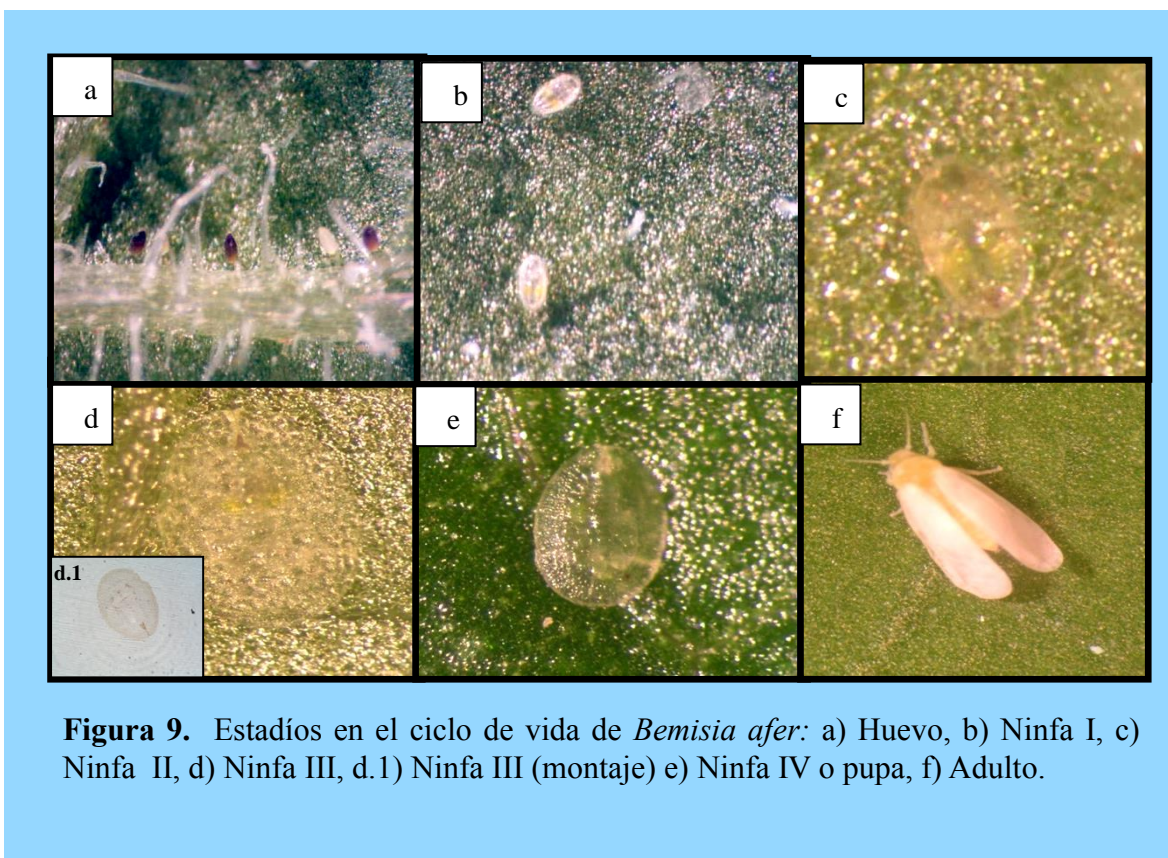 a
b
c
d
d.1
e
f
Figura 9. Estadíos en el ciclo de vida de Bemisia afer: a) Huevo, b) Ninfa I, c)
Ninfa II, d) Ninfa III, d.1) Ninfa III (montaje) e) Ninfa IV o pupa, f) Adulto.